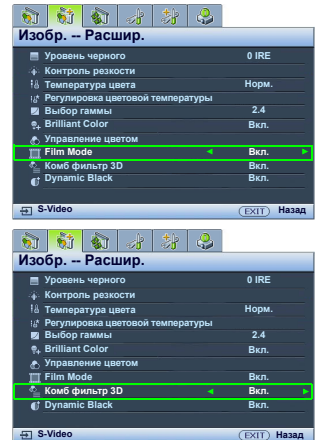 Изобр. -- Расшир.
Уровень черного 0 IRE
Контроль резкости
Температура цвета Норм.
Регулировка цветовой температуры
Выбор гаммы 2.4
Brilliant Color Вкл.
Управление цветом
Film Mode Вкл.
Комб фильтр 3D Вкл.
Dynamic Black Вкл.
S-Video EXIT Назад
Изобр. -- Расшир.
Уровень черного 0 IRE
Контроль резкости
Температура цвета Норм.
Регулировка цветовой температуры
Выбор гаммы 2.4
Brilliant Color Вкл.
Управление цветом
Film Mode Вкл.
Комб фильтр 3D Вкл.
Dynamic Black Вкл.
S-Video EXIT Назад